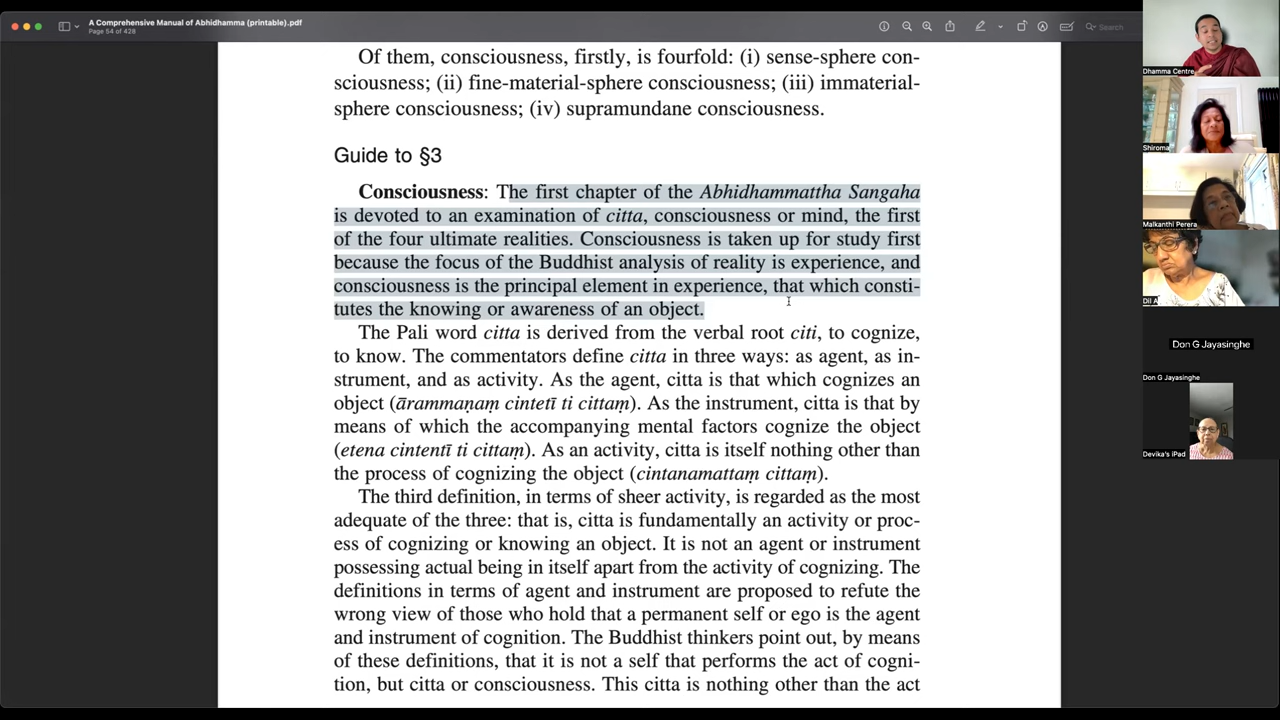 A Comprehensive Manual of Abhidhamma (printable).pdf
Page 54 of 428
Search
Of them, consciousness, firstly, is fourfold: (i) sense-sphere con-
sciousness; (ii) fine-material-sphere consciousness; (iii) immaterial-
sphere consciousness; (iv) supramundane consciousness.
Guide to §3
Consciousness: The first chapter of the Abhidhammattha Sangaha
is devoted to an examination of citta, consciousness or mind, the first
of the four ultimate realities. Consciousness is taken up for study first
because the focus of the Buddhist analysis of reality is experience, and
consciousness is the principal element in experience, that which consti-
tutes the knowing or awareness of an object.
The Pali word citta is derived from the verbal root citi, to cognize,
to know. The commentators define citta in three ways: as agent, as in-
strument, and as activity. As the agent, citta is that which cognizes an
object (ārammaṇaṃ cintetī ti cittaṃ). As the instrument, citta is that by
means of which the accompanying mental factors cognize the object
(etena cintentī ti cittaṃ). As an activity, citta is itself nothing other than
the process of cognizing the object (cintanamattaṃ cittaṃ).
The third definition, in terms of sheer activity, is regarded as the most
adequate of the three: that is, citta is fundamentally an activity or proc-
ess of cognizing or knowing an object. It is not an agent or instrument
possessing actual being in itself apart from the activity of cognizing. The
definitions in terms of agent and instrument are proposed to refute the
wrong view of those who hold that a permanent self or ego is the agent
and instrument of cognition. The Buddhist thinkers point out, by means
of these definitions, that it is not a self that performs the act of cogni-
tion, but citta or consciousness. This citta is nothing other than the act
Dhamma Centre
Shiroma
Malkanthi Perera
Dil A
Don G Jayasinghe
Don G Jayasinghe
Devika's iPad